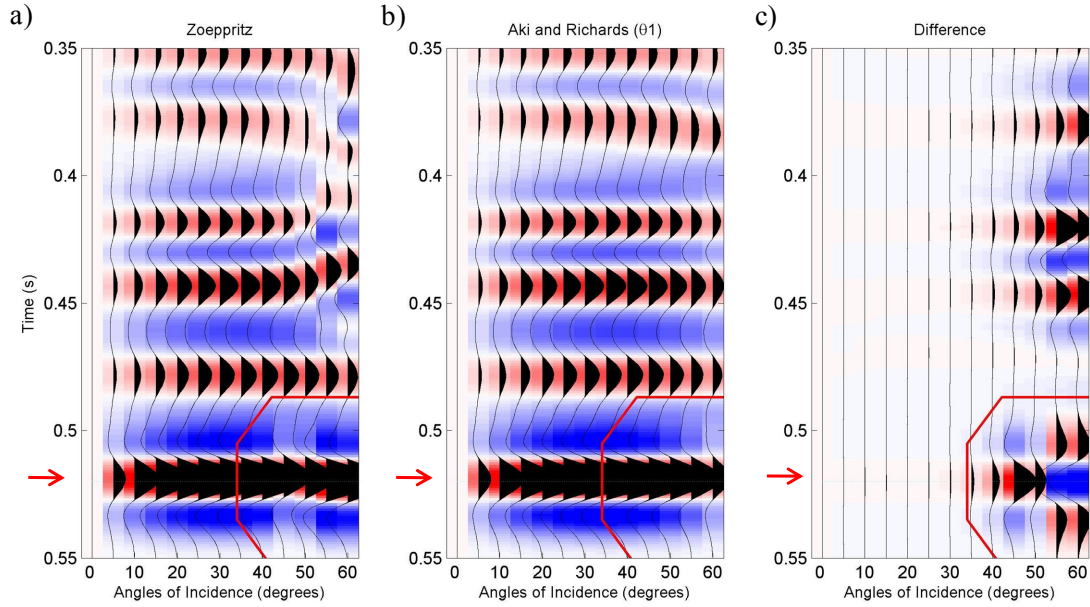 a)
Zoeppritz
b)
Aki and Richards (θ1)
c)
Difference
Time (s)
0.35
0.4
0.45
0.5
0.55
0 10 20 30 40 50 60
Angles of Incidence (degrees)
0.35
0.4
0.45
0.5
0.55
0 10 20 30 40 50 60
Angles of Incidence (degrees)
0.35
0.4
0.45
0.5
0.55
0 10 20 30 40 50 60
Angles of Incidence (degrees)